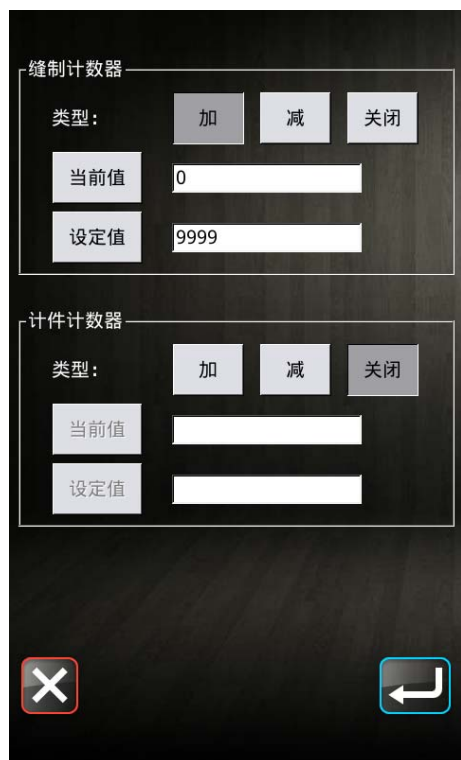 缝制计数器
类型: 加 减 关闭
当前值 0
设定值 9999
计件计数器
类型: 加 减 关闭
当前值
设定值